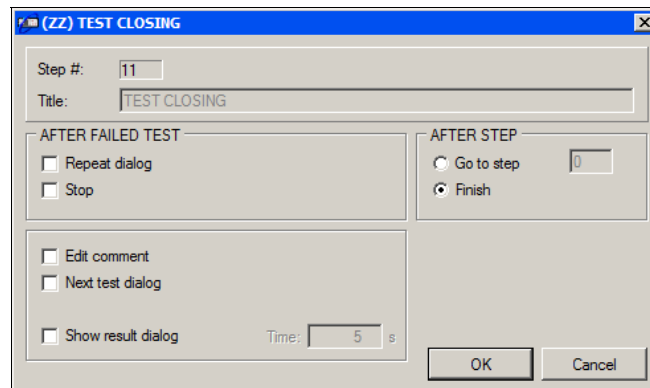 (ZZ) TEST CLOSING
Step #: 11
Title: TEST CLOSING
AFTER FAILED TEST
Repeat dialog
Stop
AFTER STEP
Go to step 0
Finish
Edit comment
Next test dialog
Show result dialog Time: 5 s
OK Cancel